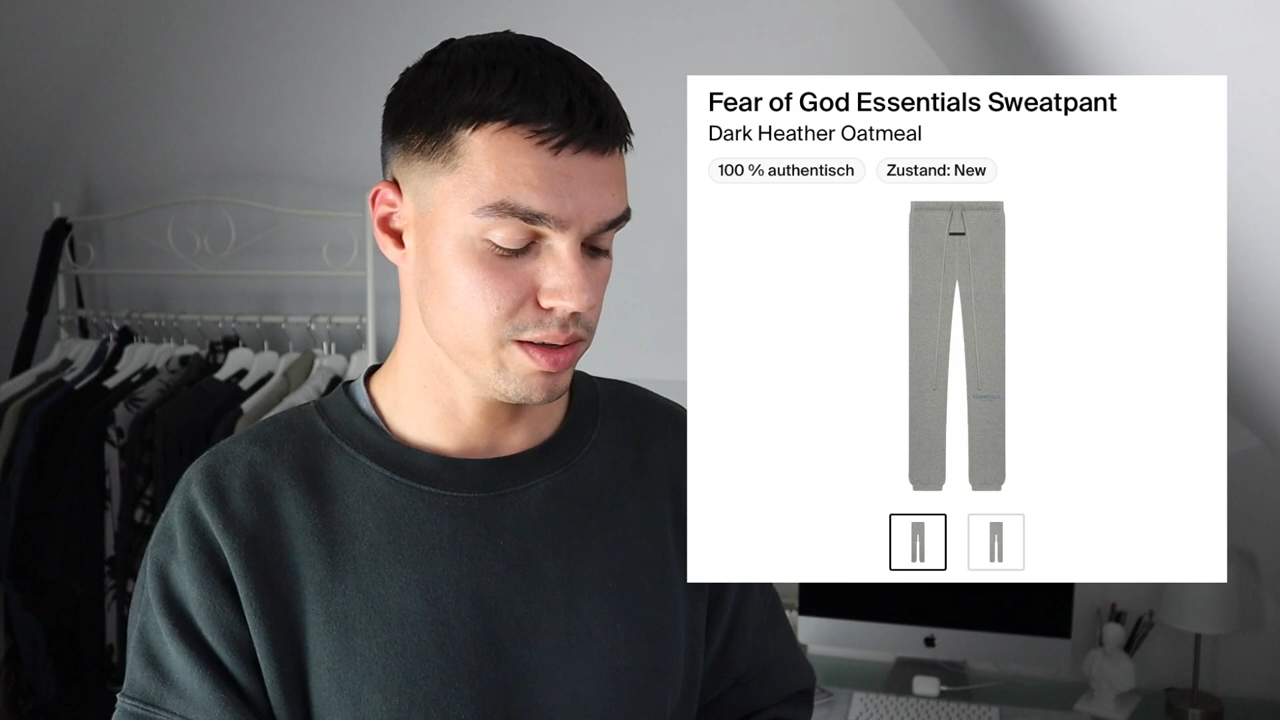 Fear of God Essentials Sweatpant
Dark Heather Oatmeal
100 % authentisch
Zustand: New